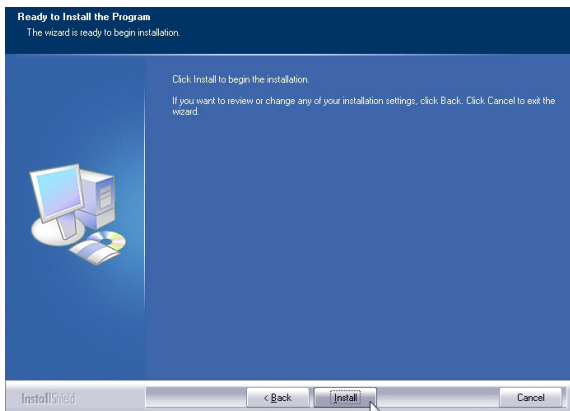 Ready to Install the Program
The wizard is ready to begin installation.
Click Install to begin the installation.
If you want to review or change any of your installation settings, click Back. Click Cancel to exit the
wizard.
InstallShield
< Back
Install
Cancel